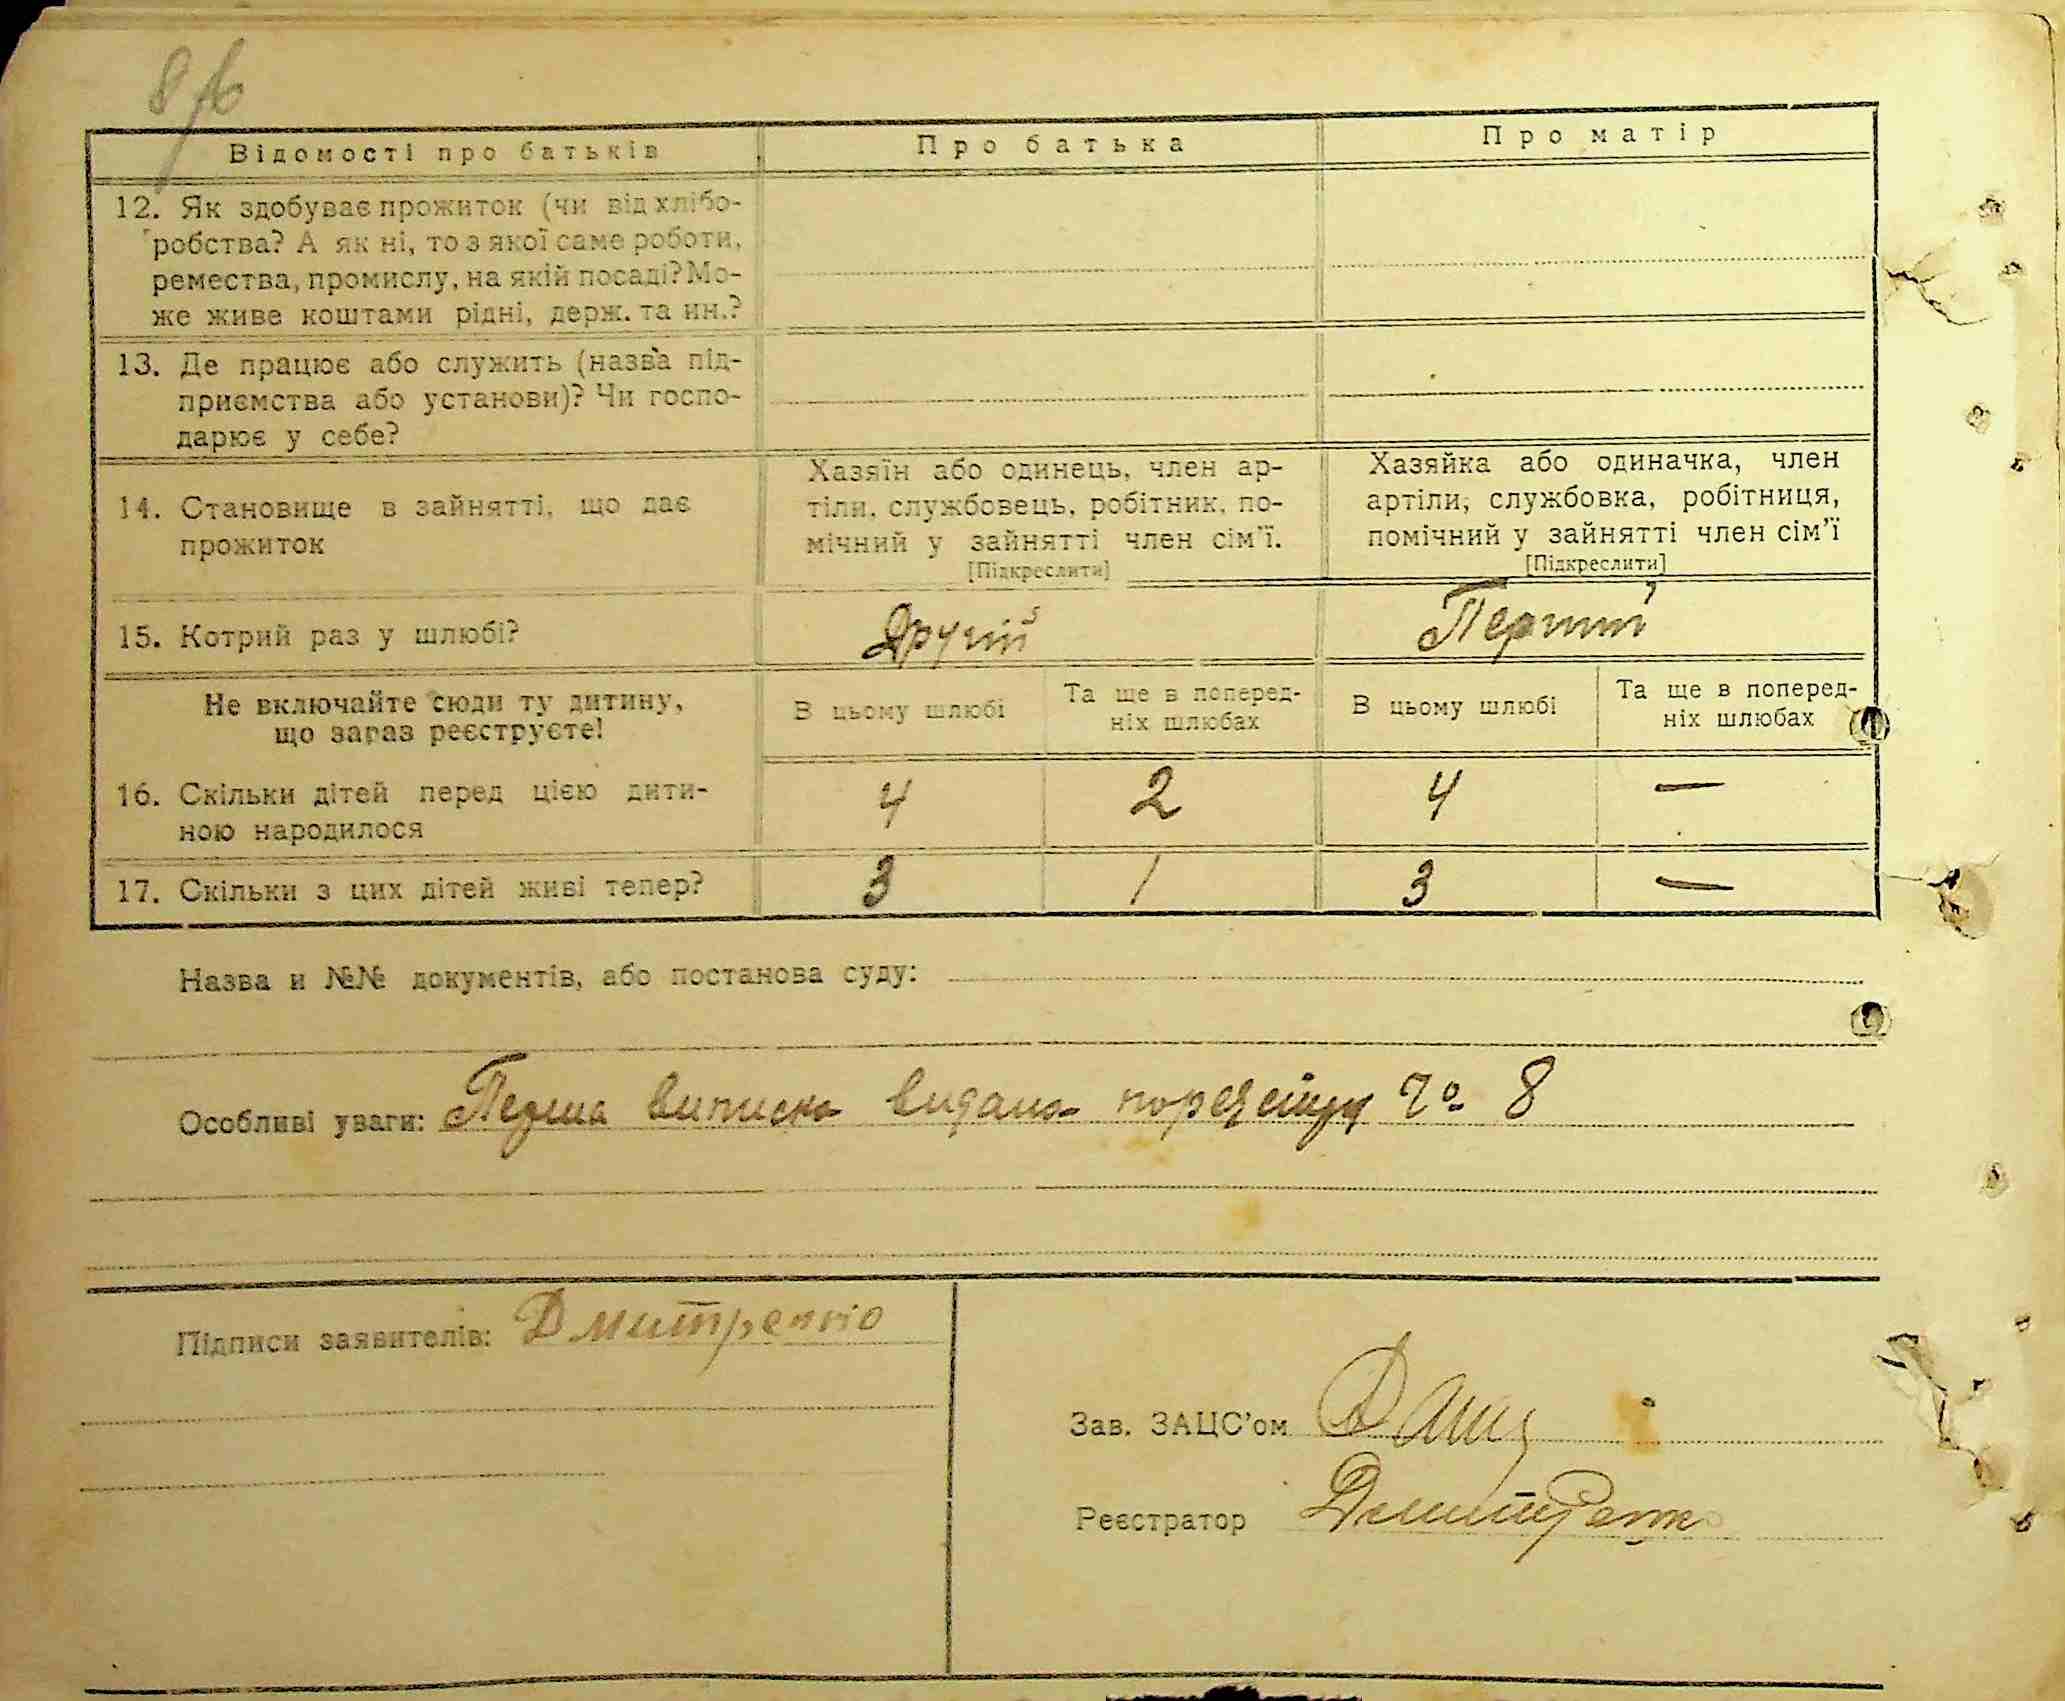 Відомості про батьків
Про батька
Про матір
12. Як здобуває прожиток (чи від хлібо-
робства? А як ні, то з якої саме роботи,
ремества, промислу, на якій посаді? Мо-
же живе коштами рідні, держ. та ин.?
13. Де працює або служить (назва під-
приємства або установи)? Чи госпо-
дарює у себе?
14. Становище в зайнятті, що дає
прожиток
Хазяїн або одинець, член ар-
тіли, службовець, робітник, по-
мічний у зайнятті член сім'ї.
[Підкреслити]
Хазяйка або одиначка, член
артіли, службовка, робітниця,
помічний у зайнятті член сім'ї
[Підкреслити]
15. Котрий раз у шлюбі?
Другий
Перший
Не включайте сюди ту дитину,
що зараз реєструєте!
В цьому шлюбі
Та ще в поперед-
ніх шлюбах
В цьому шлюбі
Та ще в поперед-
ніх шлюбах
16. Скільки дітей перед цією дити-
ною народилося
4 2 4 —
17. Скільки з цих дітей живі тепер?
3 1 3 —
Назва и №№ документів, або постанова суду:
Особливі уваги: Перша виписка видана 8
Підписи заявителів: Дмитренко
Зав. ЗАЦС'ом
Реєстратор Дмитренко